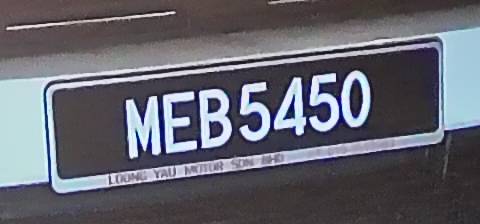 MEB5450
LOONG YAU MOTOR SDN BHD